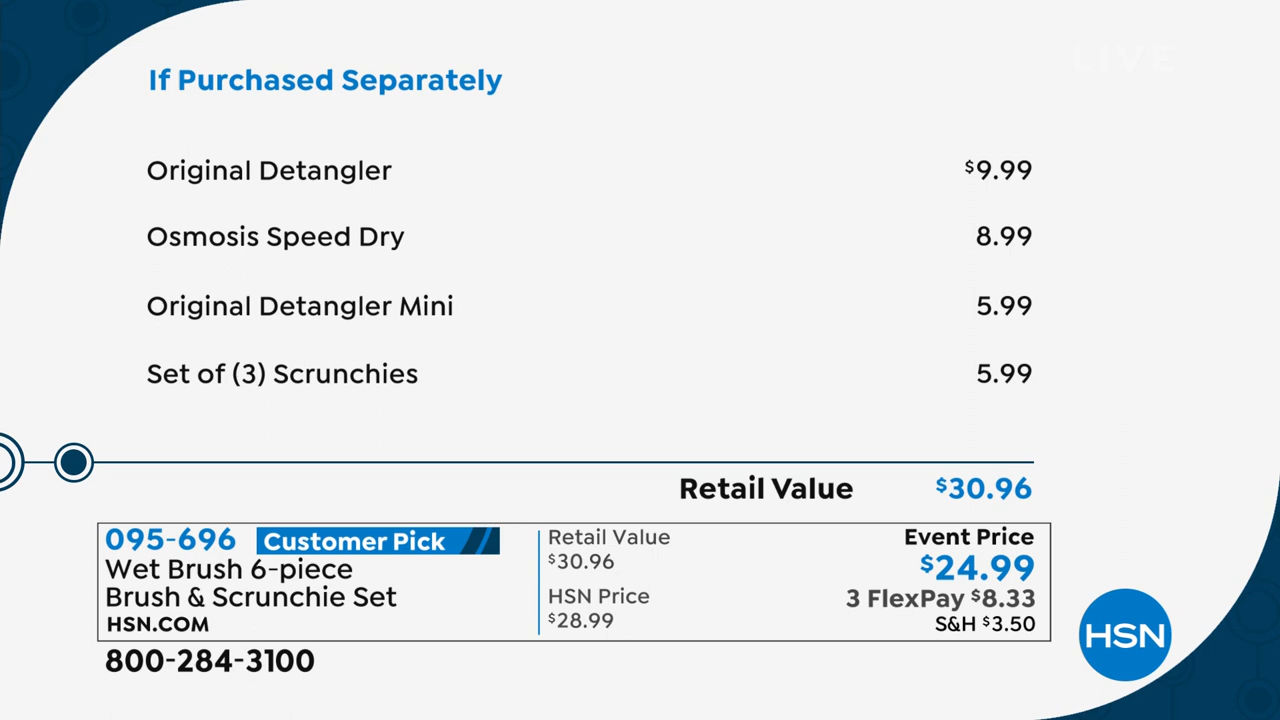 LIVE
If Purchased Separately
Original Detangler $9.99
Osmosis Speed Dry 8.99
Original Detangler Mini 5.99
Set of (3) Scrunchies 5.99
Retail Value $30.96
095-696 Customer Pick
Wet Brush 6-piece
Brush & Scrunchie Set
HSN.COM
Retail Value
$30.96
HSN Price
$28.99
Event Price
$24.99
3 FlexPay $8.33
S&H $3.50
HSN
800-284-3100